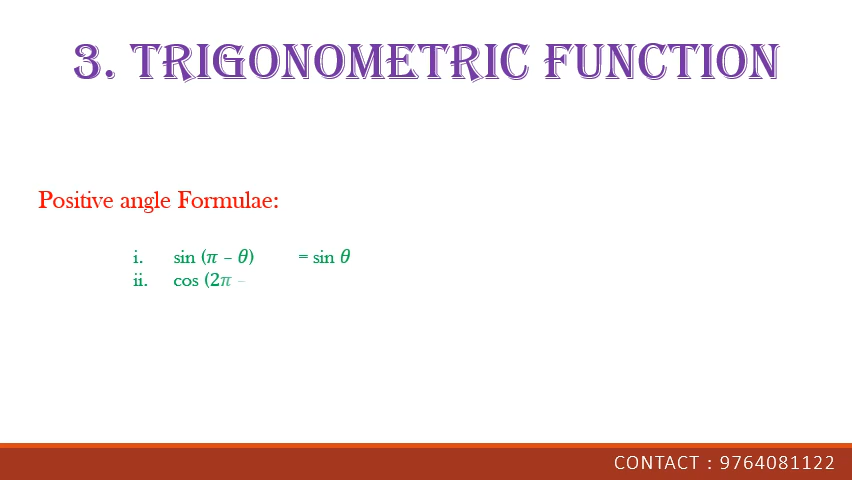 3. TRIGONOMETRIC FUNCTION
Positive angle Formulae:
i. sin (π – θ) = sin θ
ii. cos (2π –
CONTACT : 9764081122